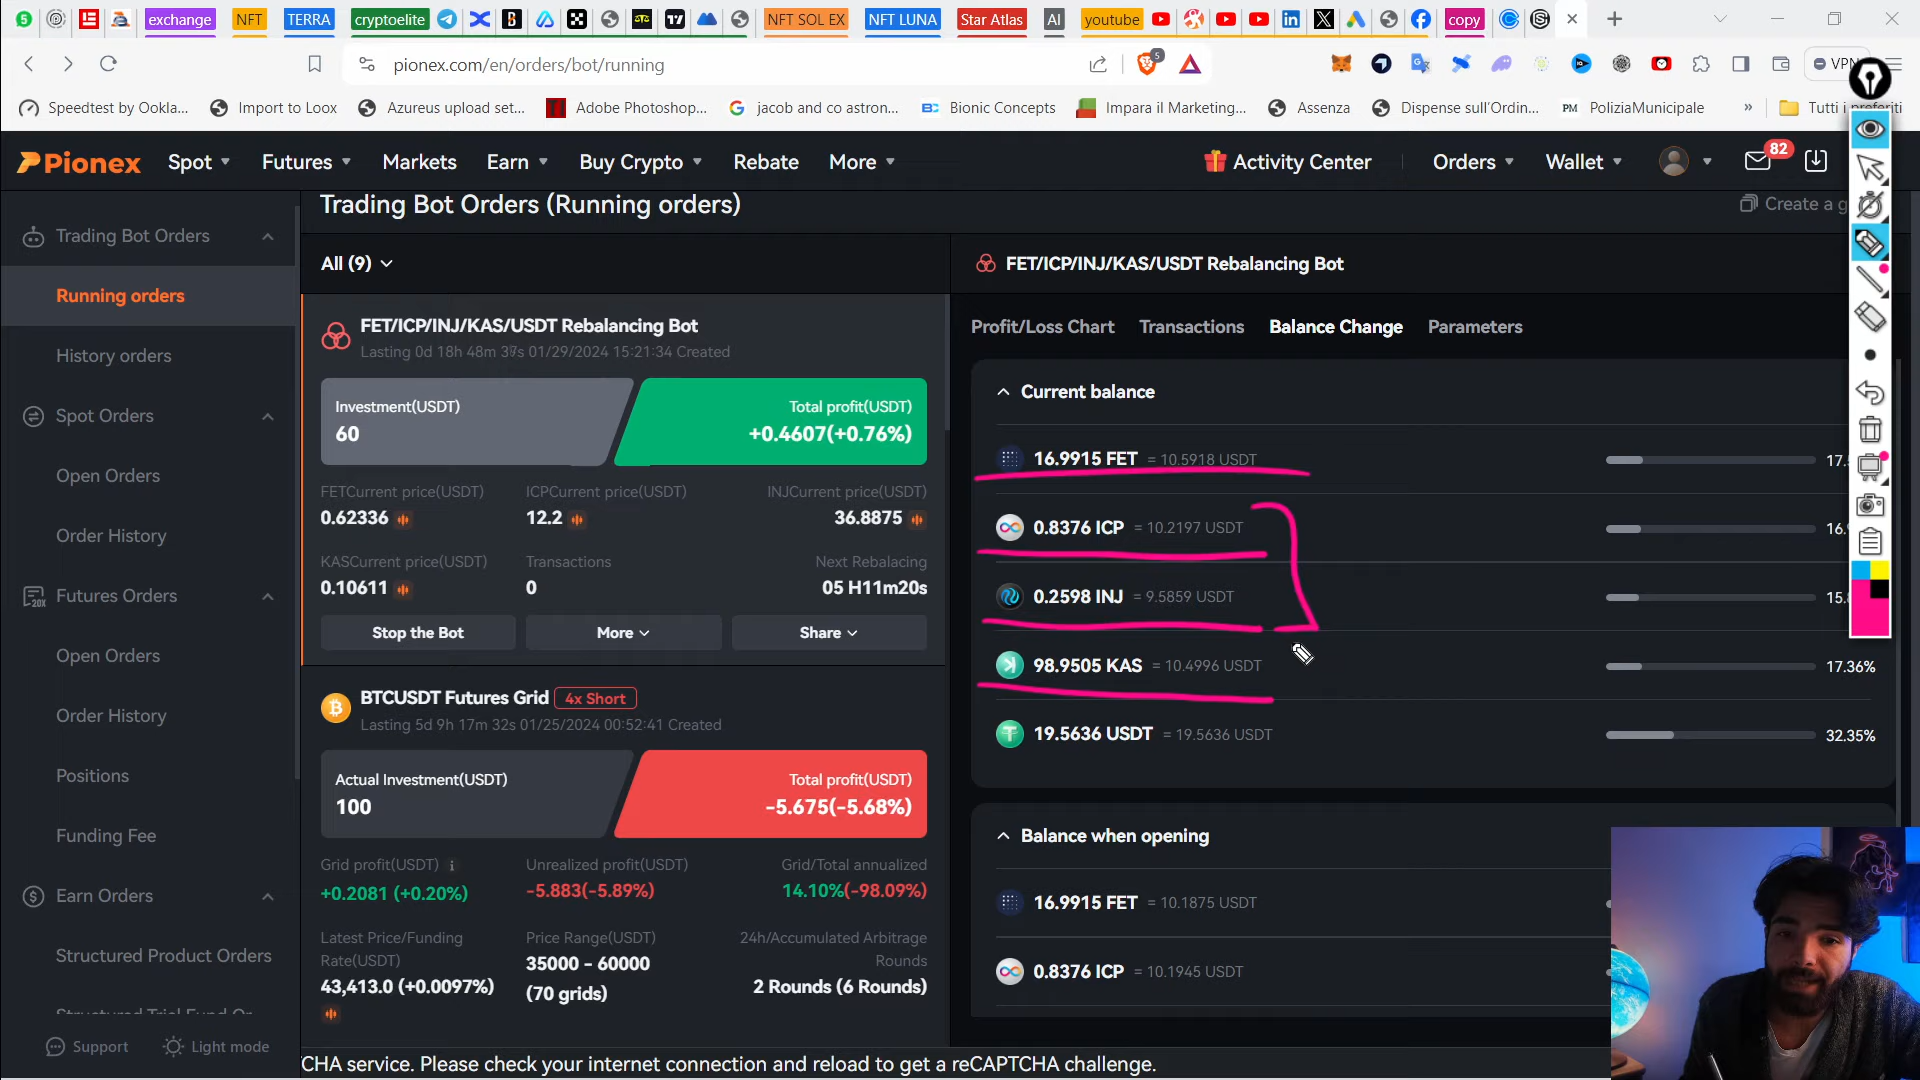 exchange NFT TERRA cryptoelite NFT SOL EX NFT LUNA Star Atlas AI youtube copy
pionex.com/en/orders/bot/running
5
VPN
Speedtest by Ookla... Import to Loox Azureus upload set... Adobe Photoshop... jacob and co astron... Bionic Concepts Impara il Marketing... Assenza Dispense sull'Ordin... PM PoliziaMunicipale » Tutti i preferiti
Pionex Spot Futures Markets Earn Buy Crypto Rebate More Activity Center Orders Wallet 82
Trading Bot Orders
Running orders
History orders
Spot Orders
Open Orders
Order History
Futures Orders
Open Orders
Order History
Positions
Funding Fee
Earn Orders
Structured Product Orders
Support Light mode
Trading Bot Orders (Running orders)
Create a g
All (9)
FET/ICP/INJ/KAS/USDT Rebalancing Bot
Lasting 0d 18h 48m 37s 01/29/2024 15:21:34 Created
Investment(USDT) Total profit(USDT)
60 +0.4607(+0.76%)
FETCurrent price(USDT) ICPCurrent price(USDT) INJCurrent price(USDT)
0.62336 12.2 36.8875
KASCurrent price(USDT) Transactions Next Rebalacing
0.10611 0 05 H11m20s
Stop the Bot More Share
BTCUSDT Futures Grid 4x Short
Lasting 5d 9h 17m 32s 01/25/2024 00:52:41 Created
Actual Investment(USDT) Total profit(USDT)
100 -5.675(-5.68%)
Grid profit(USDT) Unrealized profit(USDT) Grid/Total annualized
+0.2081 (+0.20%) -5.883(-5.89%) 14.10%(-98.09%)
Latest Price/Funding Rate(USDT) Price Range(USDT) 24h/Accumulated Arbitrage Rounds
43,413.0 (+0.0097%) 35000 - 60000 (70 grids) 2 Rounds (6 Rounds)
FET/ICP/INJ/KAS/USDT Rebalancing Bot
Profit/Loss Chart Transactions Balance Change Parameters
Current balance
16.9915 FET = 10.5918 USDT 17.
0.8376 ICP = 10.2197 USDT 16.
0.2598 INJ = 9.5859 USDT 15.
98.9505 KAS = 10.4996 USDT 17.36%
19.5636 USDT = 19.5636 USDT 32.35%
Balance when opening
16.9915 FET = 10.1875 USDT
0.8376 ICP = 10.1945 USDT
CHA service. Please check your internet connection and reload to get a reCAPTCHA challenge.